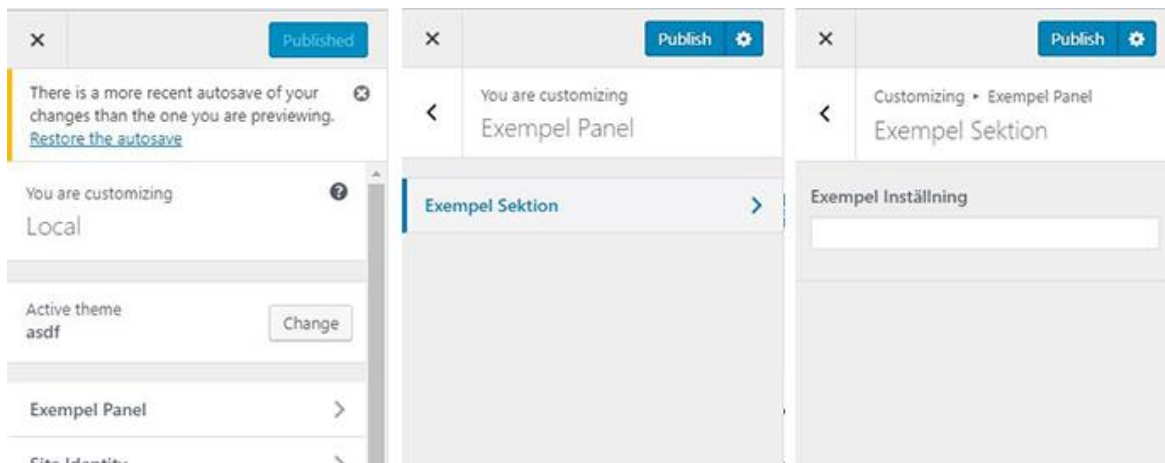 Published
There is a more recent autosave of your
changes than the one you are previewing.
Restore the autosave
You are customizing
Local
Active theme
asdf
Change
Exempel Panel
Site Identity
Publish
You are customizing
Exempel Panel
Exempel Sektion
Publish
Customizing ▸ Exempel Panel
Exempel Sektion
Exempel Inställning